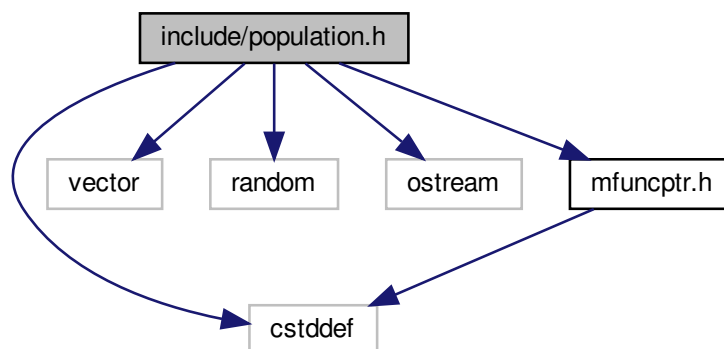 include/population.h
vector
random
ostream
mfuncptr.h
cstddef